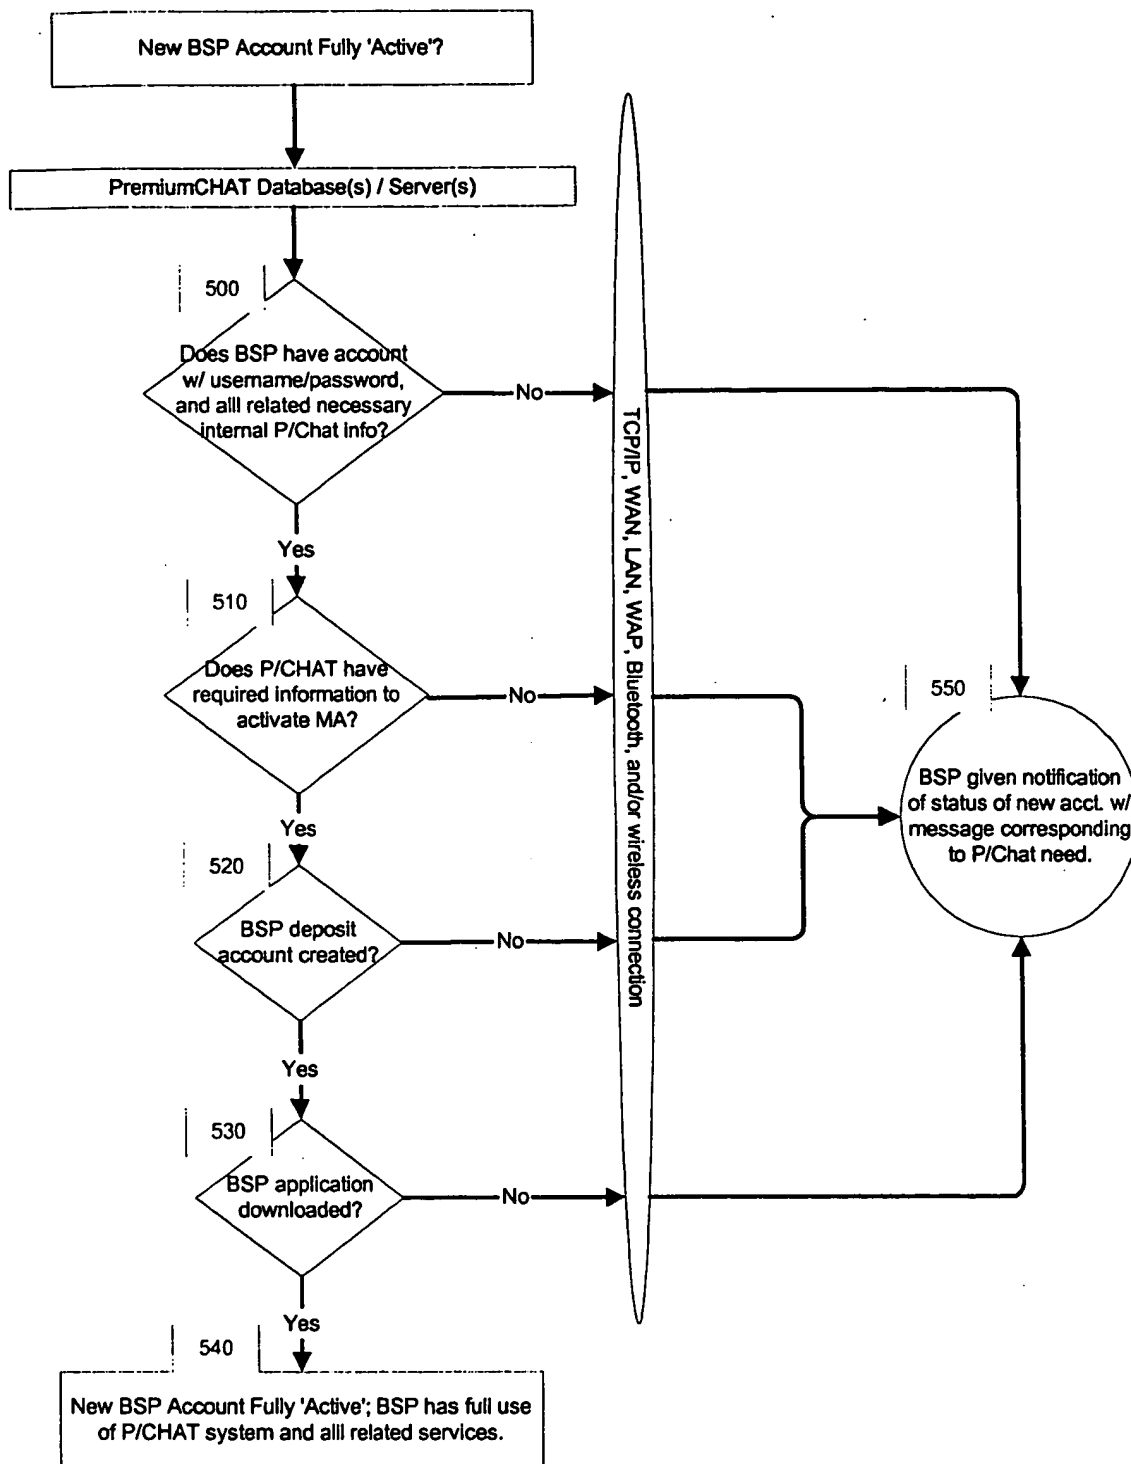 New BSP Account Fully 'Active'?
PremiumCHAT Database(s) / Server(s)
500
Does BSP have account
w/ username/password,
and alll related necessary
internal P/Chat info?
No
Yes
510
Does P/CHAT have
required information to
activate MA?
No
Yes
520
BSP deposit
account created?
No
Yes
530
BSP application
downloaded?
No
Yes
540
New BSP Account Fully 'Active'; BSP has full use
of P/CHAT system and alll related services.
TCP/IP, WAN, LAN, WAP, Bluetooth, and/or wireless connection
550
BSP given notification
of status of new acct. w/
message corresponding
to P/Chat need.